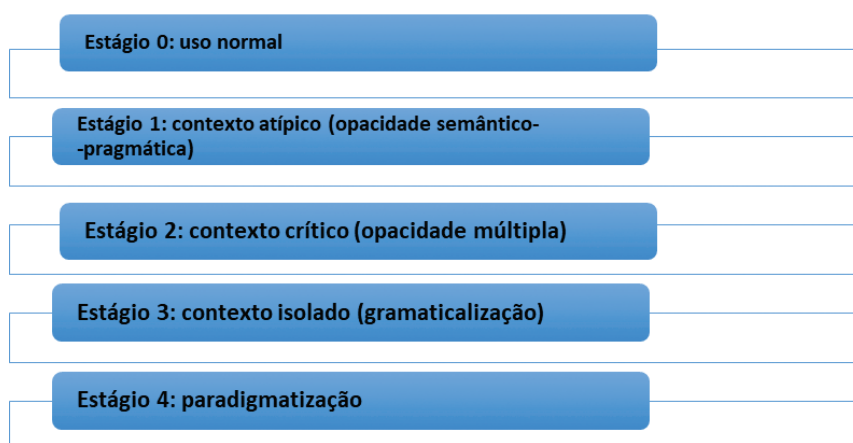 Estágio 0: uso normal
Estágio 1: contexto atípico (opacidade semântico-
-pragmática)
Estágio 2: contexto crítico (opacidade múltipla)
Estágio 3: contexto isolado (gramaticalização)
Estágio 4: paradigmatização